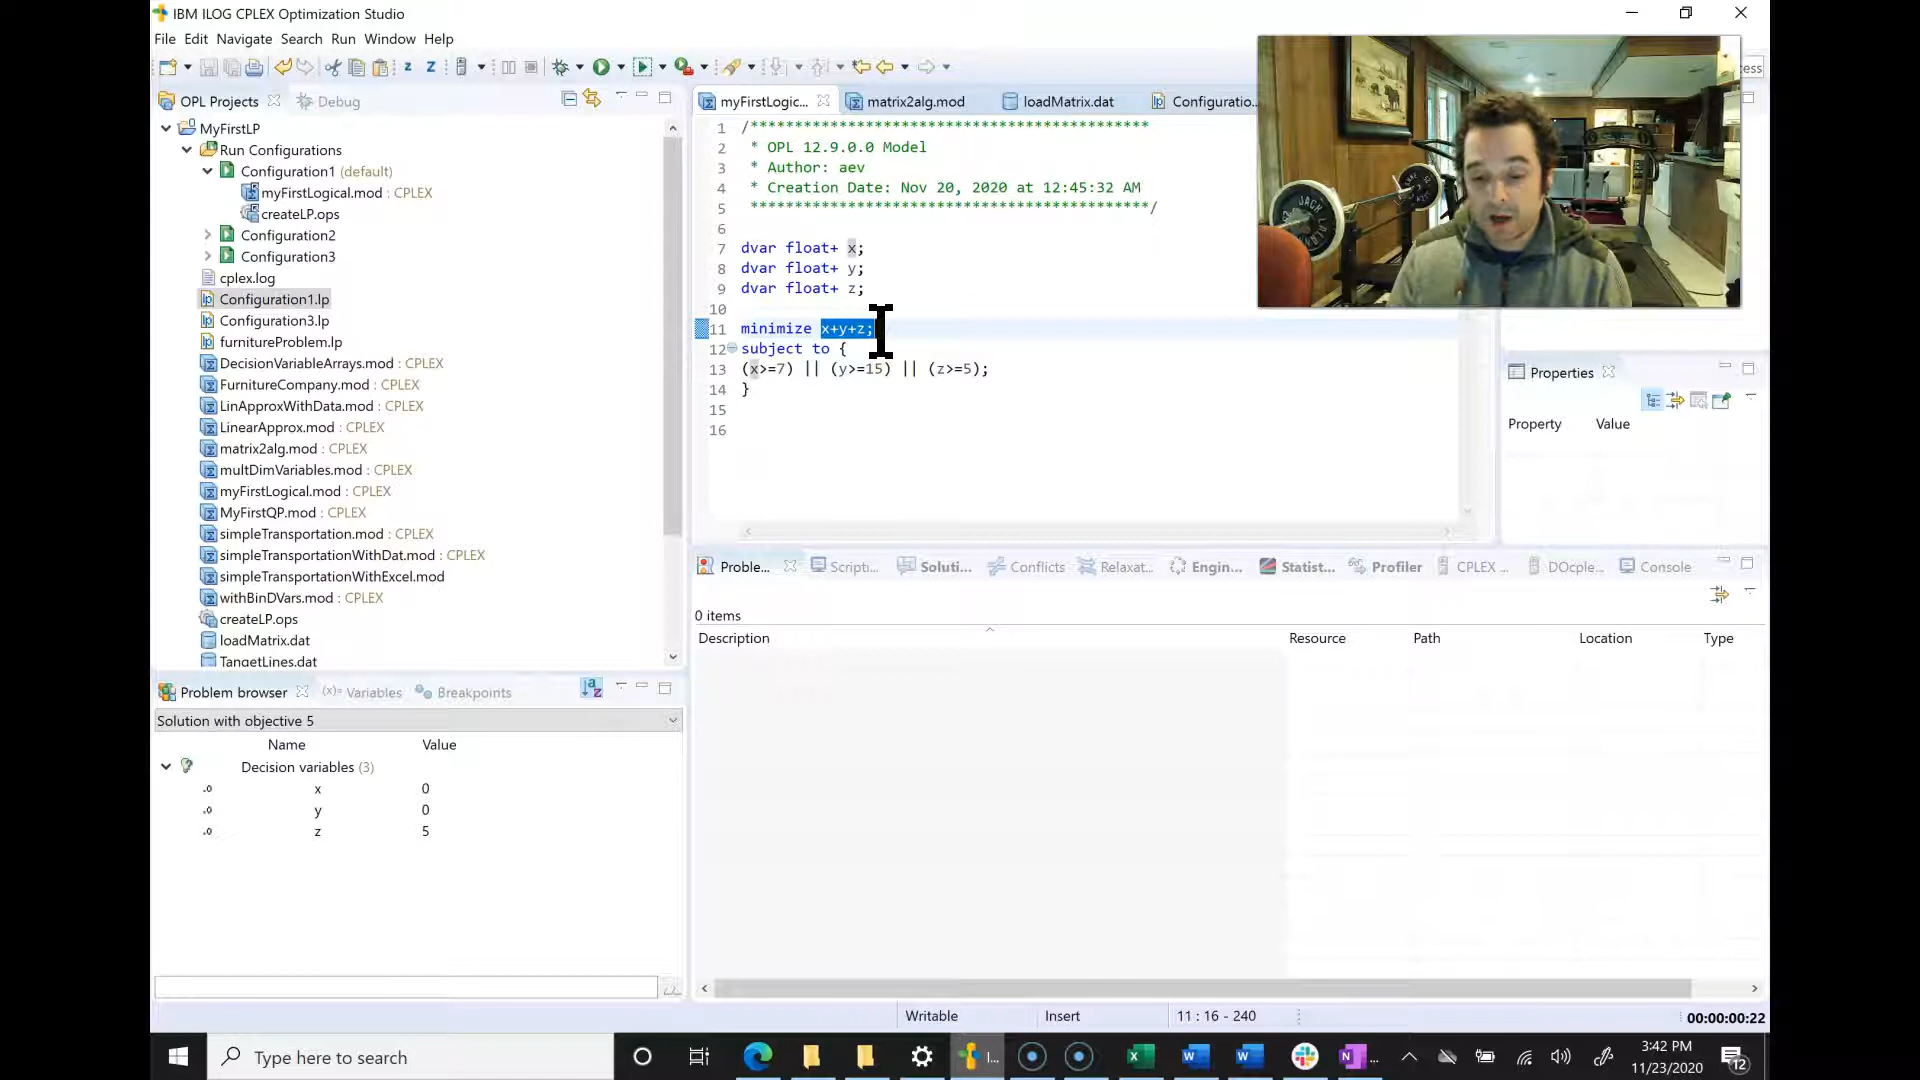 IBM ILOG CPLEX Optimization Studio
File Edit Navigate Search Run Window Help
OPL Projects
Debug
MyFirstLP
Run Configurations
Configuration1 (default)
myFirstLogical.mod : CPLEX
createLP.ops
Configuration2
Configuration3
cplex.log
Configuration1.lp
Configuration3.lp
furnitureProblem.lp
DecisionVariableArrays.mod : CPLEX
FurnitureCompany.mod : CPLEX
LinApproxWithData.mod : CPLEX
LinearApprox.mod : CPLEX
matrix2alg.mod : CPLEX
multDimVariables.mod : CPLEX
myFirstLogical.mod : CPLEX
MyFirstQP.mod : CPLEX
simpleTransportation.mod : CPLEX
simpleTransportationWithDat.mod : CPLEX
simpleTransportationWithExcel.mod
withBinDVars.mod : CPLEX
createLP.ops
loadMatrix.dat
TangetLines.dat
myFirstLogic... matrix2alg.mod loadMatrix.dat Configuratio...
1 /*********************************************
2 * OPL 12.9.0.0 Model
3 * Author: aev
4 * Creation Date: Nov 20, 2020 at 12:45:32 AM
5 *********************************************/
6
7 dvar float+ x;
8 dvar float+ y;
9 dvar float+ z;
10
11 minimize x+y+z;
12 subject to {
13 (x>=7) || (y>=15) || (z>=5);
14 }
15
16
JACK
cess
Properties
Property Value
Proble... Scripti... Soluti... Conflicts Relaxat... Engin... Statist... Profiler CPLEX ... DOcple... Console
0 items
Description Resource Path Location Type
Problem browser (x)= Variables Breakpoints
Solution with objective 5
Name Value
Decision variables (3)
x 0
y 0
z 5
Writable Insert 11 : 16 - 240 00:00:00:22
Type here to search
3:42 PM
11/23/2020
12